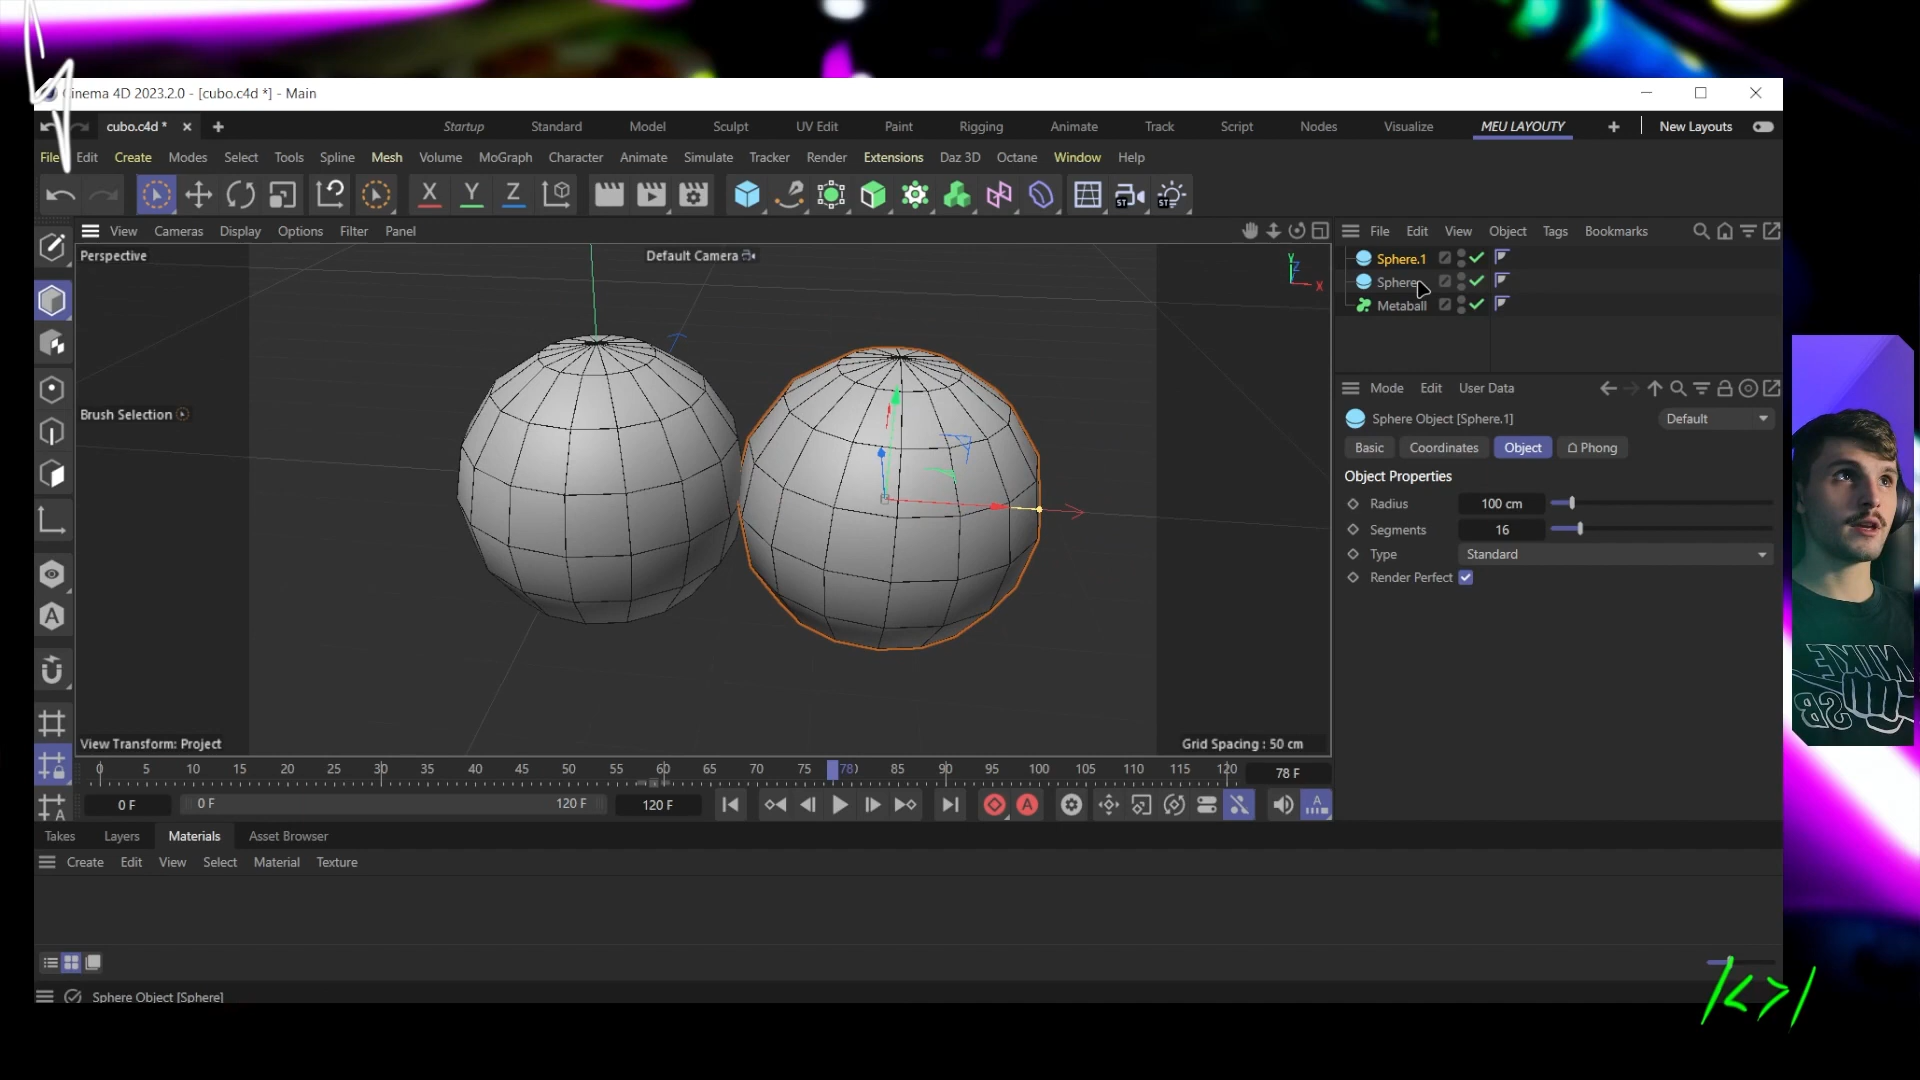 Cinema 4D 2023.2.0 - [cubo.c4d *] - Main
cubo.c4d * Startup Standard Model Sculpt UV Edit Paint Rigging Animate Track Script Nodes Visualize MEU LAYOUTY New Layouts
File Edit Create Modes Select Tools Spline Mesh Volume MoGraph Character Animate Simulate Tracker Render Extensions Daz 3D Octane Window Help
X Y Z ST ST
View Cameras Display Options Filter Panel
File Edit View Object Tags Bookmarks
Perspective
Default Camera
Y Z X
Sphere.1
Sphere
Metaball
Mode Edit User Data
Brush Selection
Sphere Object [Sphere.1] Default
Basic Coordinates Object Phong
Object Properties
Radius 100 cm
Segments 16
Type Standard
Render Perfect
NIKE
SB
View Transform: Project
Grid Spacing : 50 cm
0 5 10 15 20 25 30 35 40 45 50 55 60 65 70 75 78 85 90 95 100 105 110 115 120 78 F
0 F 0 F 120 F 120 F A A
Takes Layers Materials Asset Browser
Create Edit View Select Material Texture
Sphere Object [Sphere]